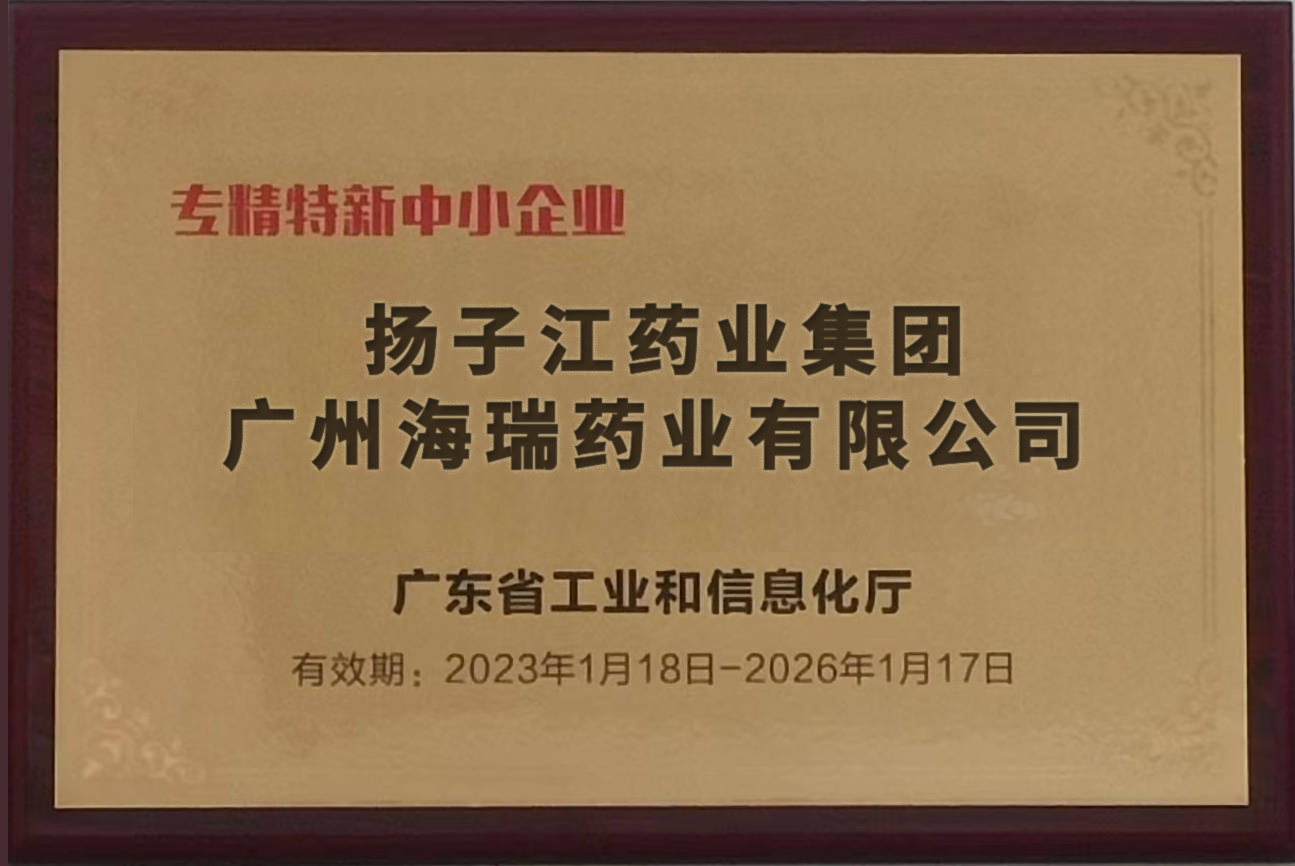 专精特新中小企业
扬子江药业集团
广州海瑞药业有限公司
广东省工业和信息化厅
有效期：2023年1月18日-2026年1月17日